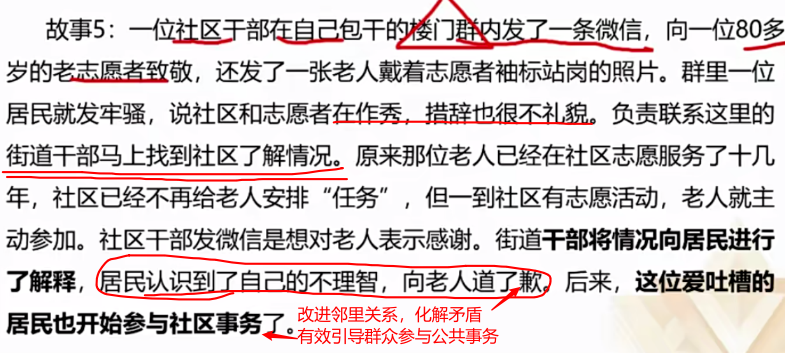 故事5：一位社区干部在自己包干的楼门群内发了一条微信，向一位80多
岁的老志愿者致敬，还发了一张老人戴着志愿者袖标站岗的照片。群里一位
居民就发牢骚，说社区和志愿者在作秀，措辞也很不礼貌。负责联系这里的
街道干部马上找到社区了解情况。原来那位老人已经在社区志愿服务了十几
年，社区已经不再给老人安排“任务”，但一到社区有志愿活动，老人就主
动参加。社区干部发微信是想对老人表示感谢。街道干部将情况向居民进行
了解释，居民认识到了自己的不理智，向老人道了歉。后来，这位爱吐槽的
居民也开始参与社区事务了。
改进邻里关系，化解矛盾
有效引导群众参与公共事务